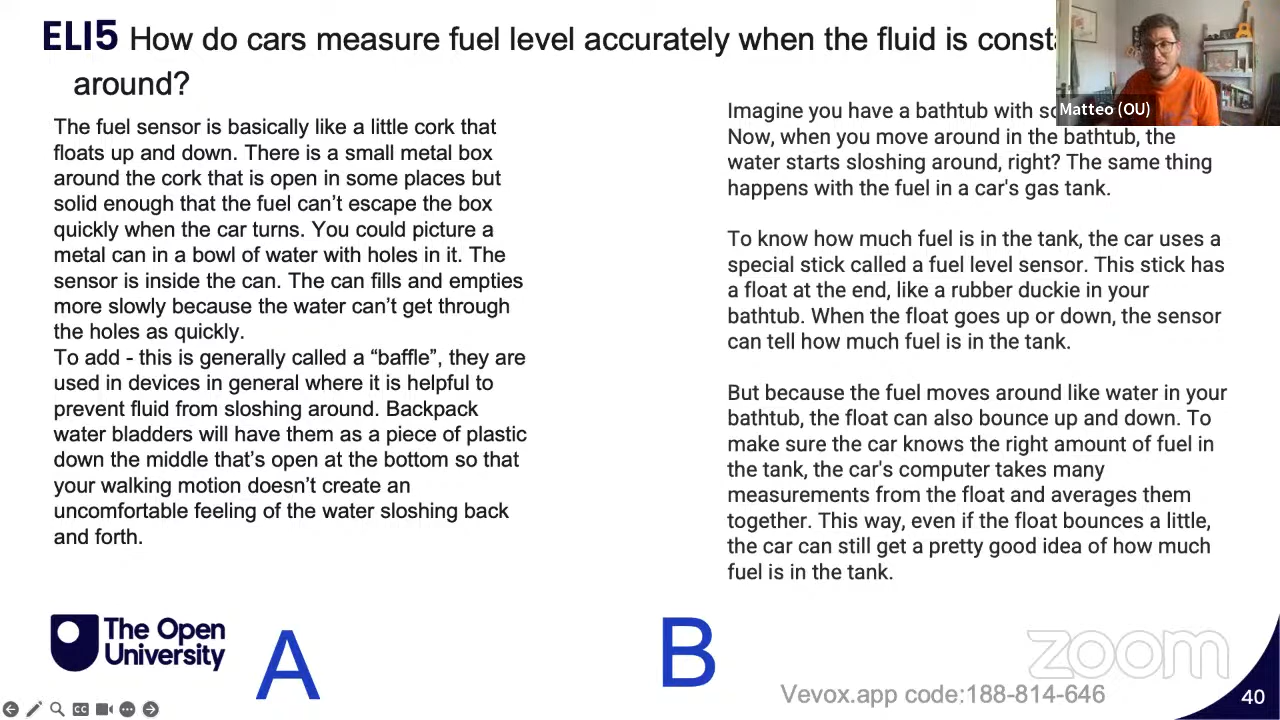 ELI5 How do cars measure fuel level accurately when the fluid is
around?
The fuel sensor is basically like a little cork that
floats up and down. There is a small metal box
around the cork that is open in some places but
solid enough that the fuel can’t escape the box
quickly when the car turns. You could picture a
metal can in a bowl of water with holes in it. The
sensor is inside the can. The can fills and empties
more slowly because the water can’t get through
the holes as quickly.
To add - this is generally called a “baffle”, they are
used in devices in general where it is helpful to
prevent fluid from sloshing around. Backpack
water bladders will have them as a piece of plastic
down the middle that’s open at the bottom so that
your walking motion doesn’t create an
uncomfortable feeling of the water sloshing back
and forth.
Imagine you have a bathtub with
Matteo (OU)
Now, when you move around in the bathtub, the
water starts sloshing around, right? The same thing
happens with the fuel in a car's gas tank.
To know how much fuel is in the tank, the car uses a
special stick called a fuel level sensor. This stick has
a float at the end, like a rubber duckie in your
bathtub. When the float goes up or down, the sensor
can tell how much fuel is in the tank.
But because the fuel moves around like water in your
bathtub, the float can also bounce up and down. To
make sure the car knows the right amount of fuel in
the tank, the car's computer takes many
measurements from the float and averages them
together. This way, even if the float bounces a little,
the car can still get a pretty good idea of how much
fuel is in the tank.
The Open
University
A
B
zoom
Vevox.app code:188-814-646
40
CC